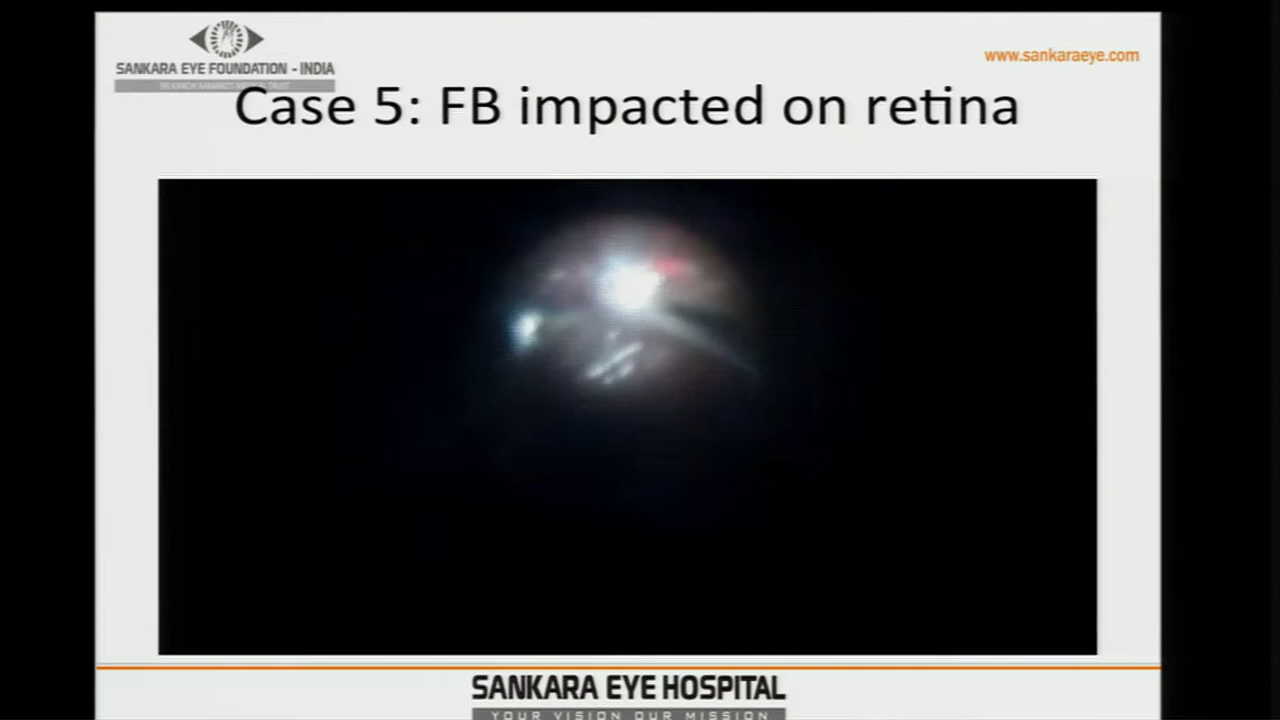 SANKARA EYE FOUNDATION - INDIA
www.sankaraeye.com
Case 5: FB impacted on retina
SANKARA EYE HOSPITAL
YOUR VISION OUR MISSION